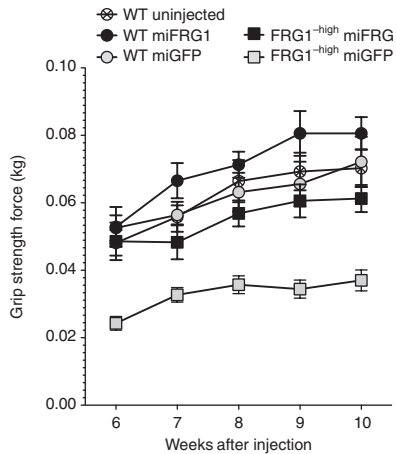 WT uninjected
WT miFRG1 FRG1–high miFRG
WT miGFP FRG1–high miGFP
0.10
0.08
0.06
0.04
0.02
0.00
Grip strength force (kg)
6 7 8 9 10
Weeks after injection